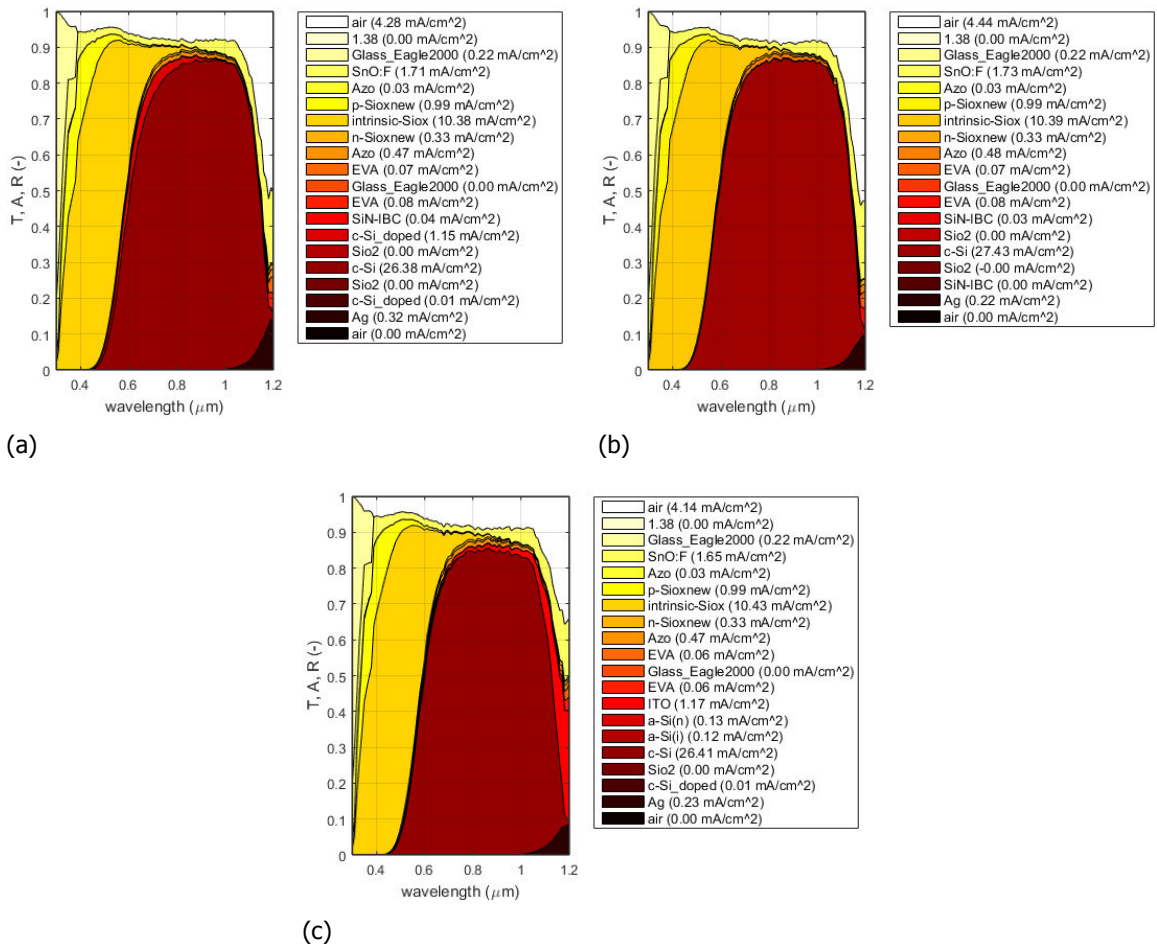 1
0.9
0.8
0.7
0.6
0.5
0.4
0.3
0.2
0.1
0
T, A, R (-)
0.4 0.6 0.8 1 1.2
wavelength (μm)
air (4.28 mA/cm^2)
1.38 (0.00 mA/cm^2)
Glass_Eagle2000 (0.22 mA/cm^2)
SnO:F (1.71 mA/cm^2)
Azo (0.03 mA/cm^2)
p-Sioxnew (0.99 mA/cm^2)
intrinsic-Siox (10.38 mA/cm^2)
n-Sioxnew (0.33 mA/cm^2)
Azo (0.47 mA/cm^2)
EVA (0.07 mA/cm^2)
Glass_Eagle2000 (0.00 mA/cm^2)
EVA (0.08 mA/cm^2)
SiN-IBC (0.04 mA/cm^2)
c-Si_doped (1.15 mA/cm^2)
Sio2 (0.00 mA/cm^2)
c-Si (26.38 mA/cm^2)
Sio2 (0.00 mA/cm^2)
c-Si_doped (0.01 mA/cm^2)
Ag (0.32 mA/cm^2)
air (0.00 mA/cm^2)
(a)
1
0.9
0.8
0.7
0.6
0.5
0.4
0.3
0.2
0.1
0
T, A, R (-)
0.4 0.6 0.8 1 1.2
wavelength (μm)
air (4.44 mA/cm^2)
1.38 (0.00 mA/cm^2)
Glass_Eagle2000 (0.22 mA/cm^2)
SnO:F (1.73 mA/cm^2)
Azo (0.03 mA/cm^2)
p-Sioxnew (0.99 mA/cm^2)
intrinsic-Siox (10.39 mA/cm^2)
n-Sioxnew (0.33 mA/cm^2)
Azo (0.48 mA/cm^2)
EVA (0.07 mA/cm^2)
Glass_Eagle2000 (0.00 mA/cm^2)
EVA (0.08 mA/cm^2)
SiN-IBC (0.03 mA/cm^2)
Sio2 (0.00 mA/cm^2)
c-Si (27.43 mA/cm^2)
Sio2 (-0.00 mA/cm^2)
SiN-IBC (0.00 mA/cm^2)
Ag (0.22 mA/cm^2)
air (0.00 mA/cm^2)
(b)
1
0.9
0.8
0.7
0.6
0.5
0.4
0.3
0.2
0.1
0
T, A, R (-)
0.4 0.6 0.8 1 1.2
wavelength (μm)
air (4.14 mA/cm^2)
1.38 (0.00 mA/cm^2)
Glass_Eagle2000 (0.22 mA/cm^2)
SnO:F (1.65 mA/cm^2)
Azo (0.03 mA/cm^2)
p-Sioxnew (0.99 mA/cm^2)
intrinsic-Siox (10.43 mA/cm^2)
n-Sioxnew (0.33 mA/cm^2)
Azo (0.47 mA/cm^2)
EVA (0.06 mA/cm^2)
Glass_Eagle2000 (0.00 mA/cm^2)
EVA (0.06 mA/cm^2)
ITO (1.17 mA/cm^2)
a-Si(n) (0.13 mA/cm^2)
a-Si(i) (0.12 mA/cm^2)
c-Si (26.41 mA/cm^2)
Sio2 (0.00 mA/cm^2)
c-Si_doped (0.01 mA/cm^2)
Ag (0.23 mA/cm^2)
air (0.00 mA/cm^2)
(c)